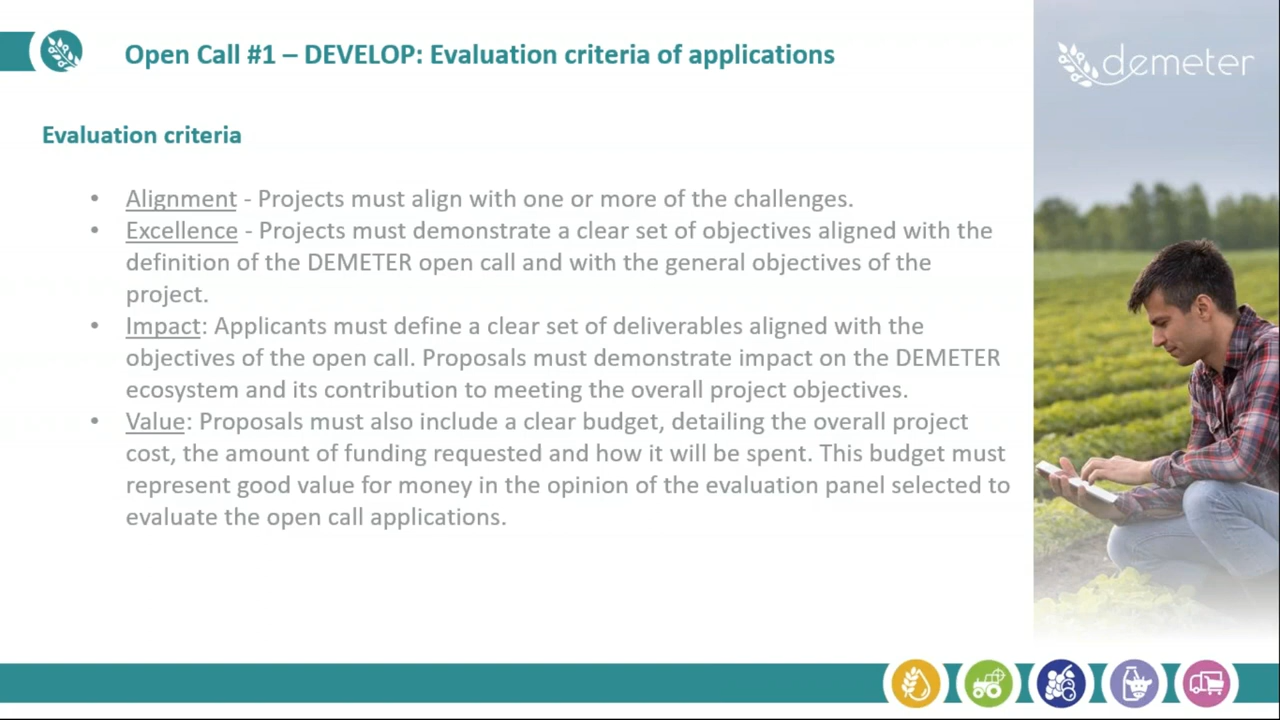 Open Call #1 – DEVELOP: Evaluation criteria of applications
demeter
Evaluation criteria
• Alignment - Projects must align with one or more of the challenges.
• Excellence - Projects must demonstrate a clear set of objectives aligned with the
definition of the DEMETER open call and with the general objectives of the
project.
• Impact: Applicants must define a clear set of deliverables aligned with the
objectives of the open call. Proposals must demonstrate impact on the DEMETER
ecosystem and its contribution to meeting the overall project objectives.
• Value: Proposals must also include a clear budget, detailing the overall project
cost, the amount of funding requested and how it will be spent. This budget must
represent good value for money in the opinion of the evaluation panel selected to
evaluate the open call applications.